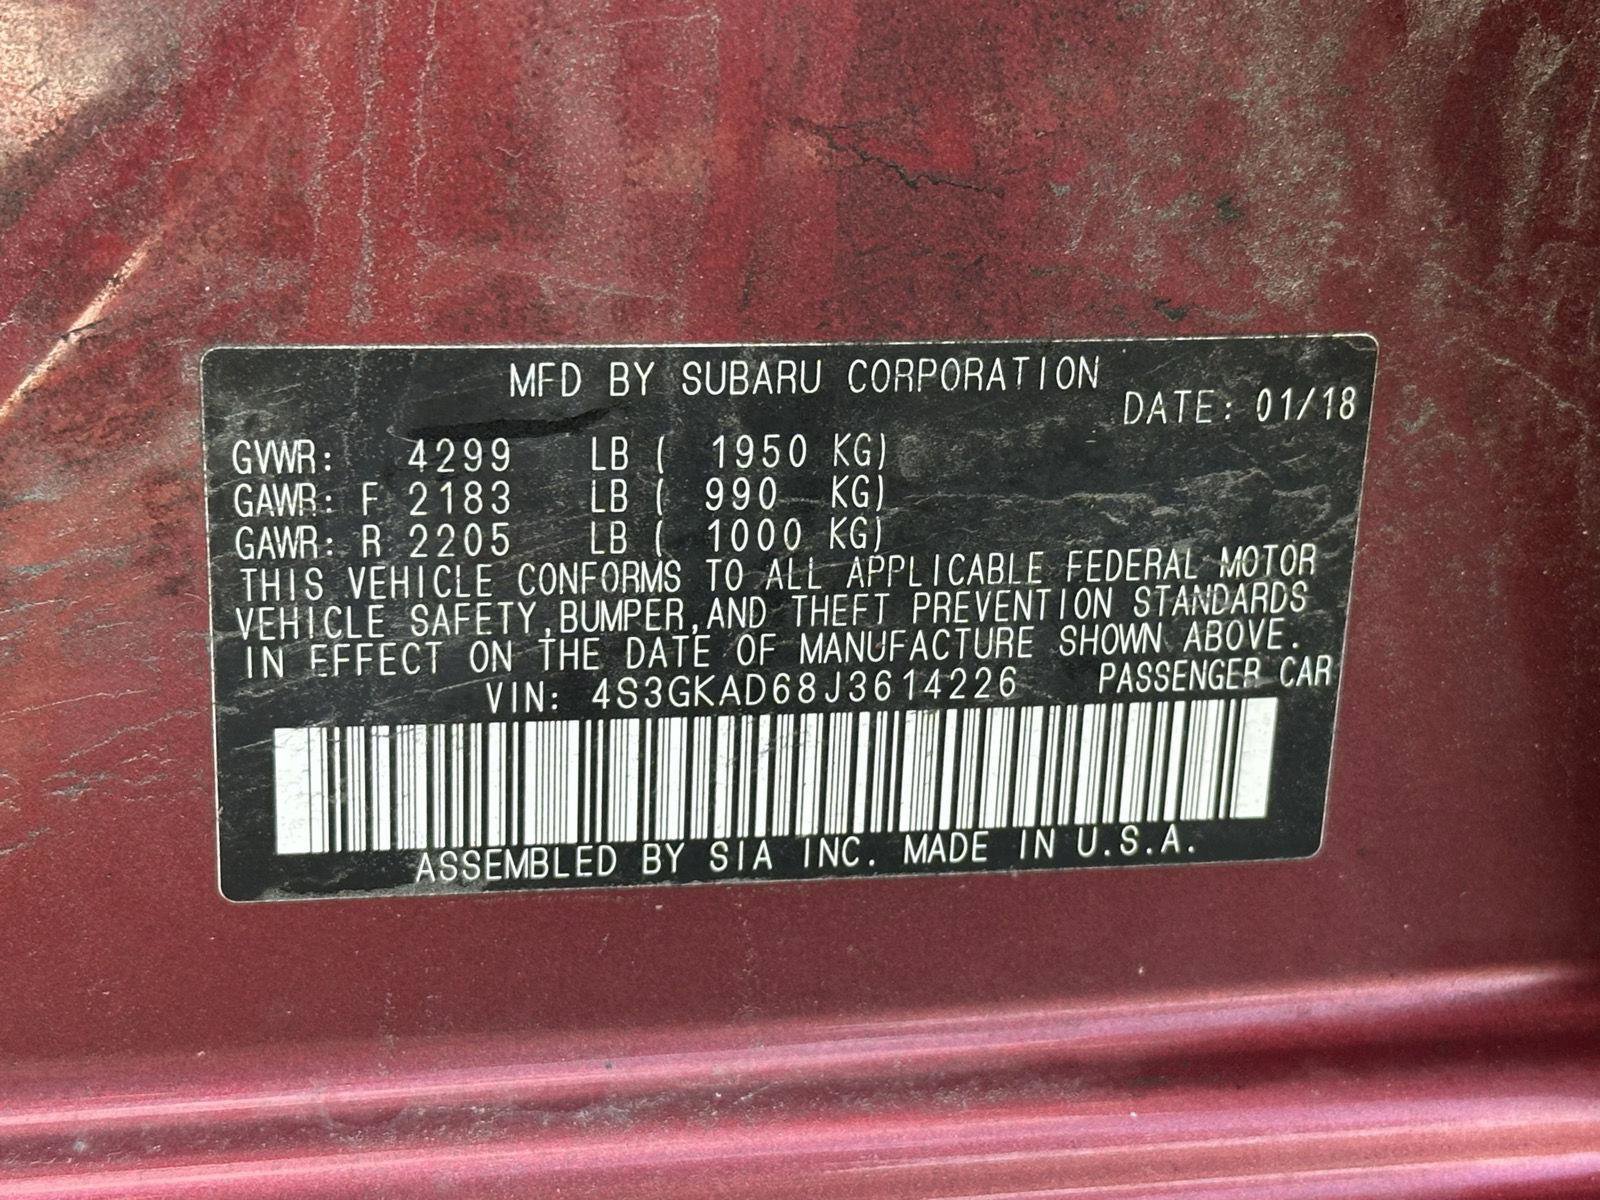 MFD BY SUBARU CORPORATION
DATE: 01/18
GVWR: 4299 LB ( 1950 KG)
GAWR: F 2183 LB ( 990 KG)
GAWR: R 2205 LB ( 1000 KG)
THIS VEHICLE CONFORMS TO ALL APPLICABLE FEDERAL MOTOR
VEHICLE SAFETY,BUMPER,AND THEFT PREVENTION STANDARDS
IN EFFECT ON THE DATE OF MANUFACTURE SHOWN ABOVE.
VIN: 4S3GKAD68J3614226 PASSENGER CAR
ASSEMBLED BY SIA INC. MADE IN U.S.A.